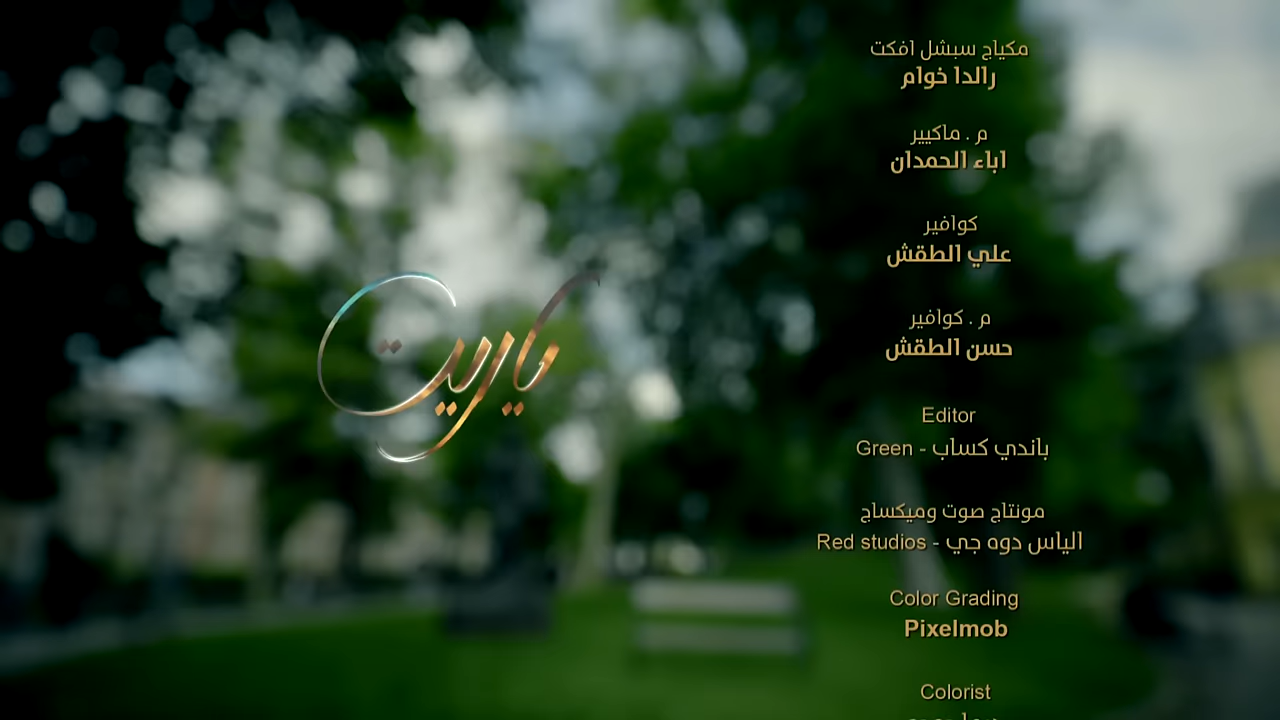 مكياج سبشل افكت
رالدا خوام
م . ماكيير
اباء الحمدان
كوافير
علي الطقش
ياريت
م . كوافير
حسن الطقش
Editor
باندي كساب - Green
مونتاج صوت وميكساج
الياس دوه جي - Red studios
Color Grading
Pixelmob
Colorist